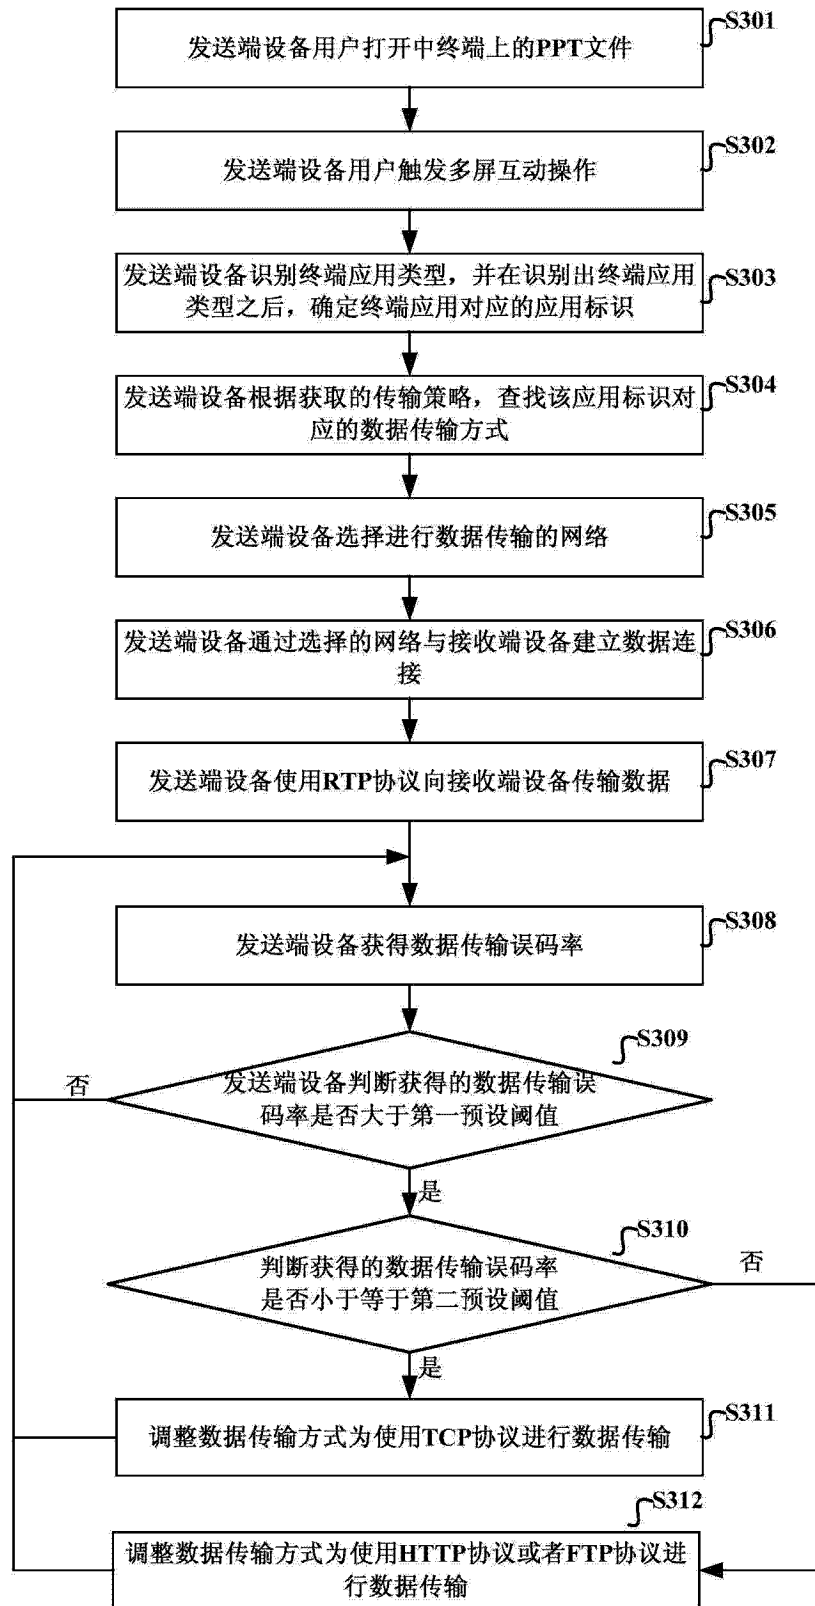 S301
发送端设备用户打开中终端上的PPT文件
S302
发送端设备用户触发多屏互动操作
S303
发送端设备识别终端应用类型，并在识别出终端应用
类型之后，确定终端应用对应的应用标识
S304
发送端设备根据获取的传输策略，查找该应用标识对
应的数据传输方式
S305
发送端设备选择进行数据传输的网络
S306
发送端设备通过选择的网络与接收端设备建立数据连
接
S307
发送端设备使用RTP协议向接收端设备传输数据
S308
发送端设备获得数据传输误码率
S309
否
发送端设备判断获得的数据传输误
码率是否大于第一预设阈值
是
S310
否
判断获得的数据传输误码率
是否小于等于第二预设阈值
是
S311
调整数据传输方式为使用TCP协议进行数据传输
S312
调整数据传输方式为使用HTTP协议或者FTP协议进
行数据传输